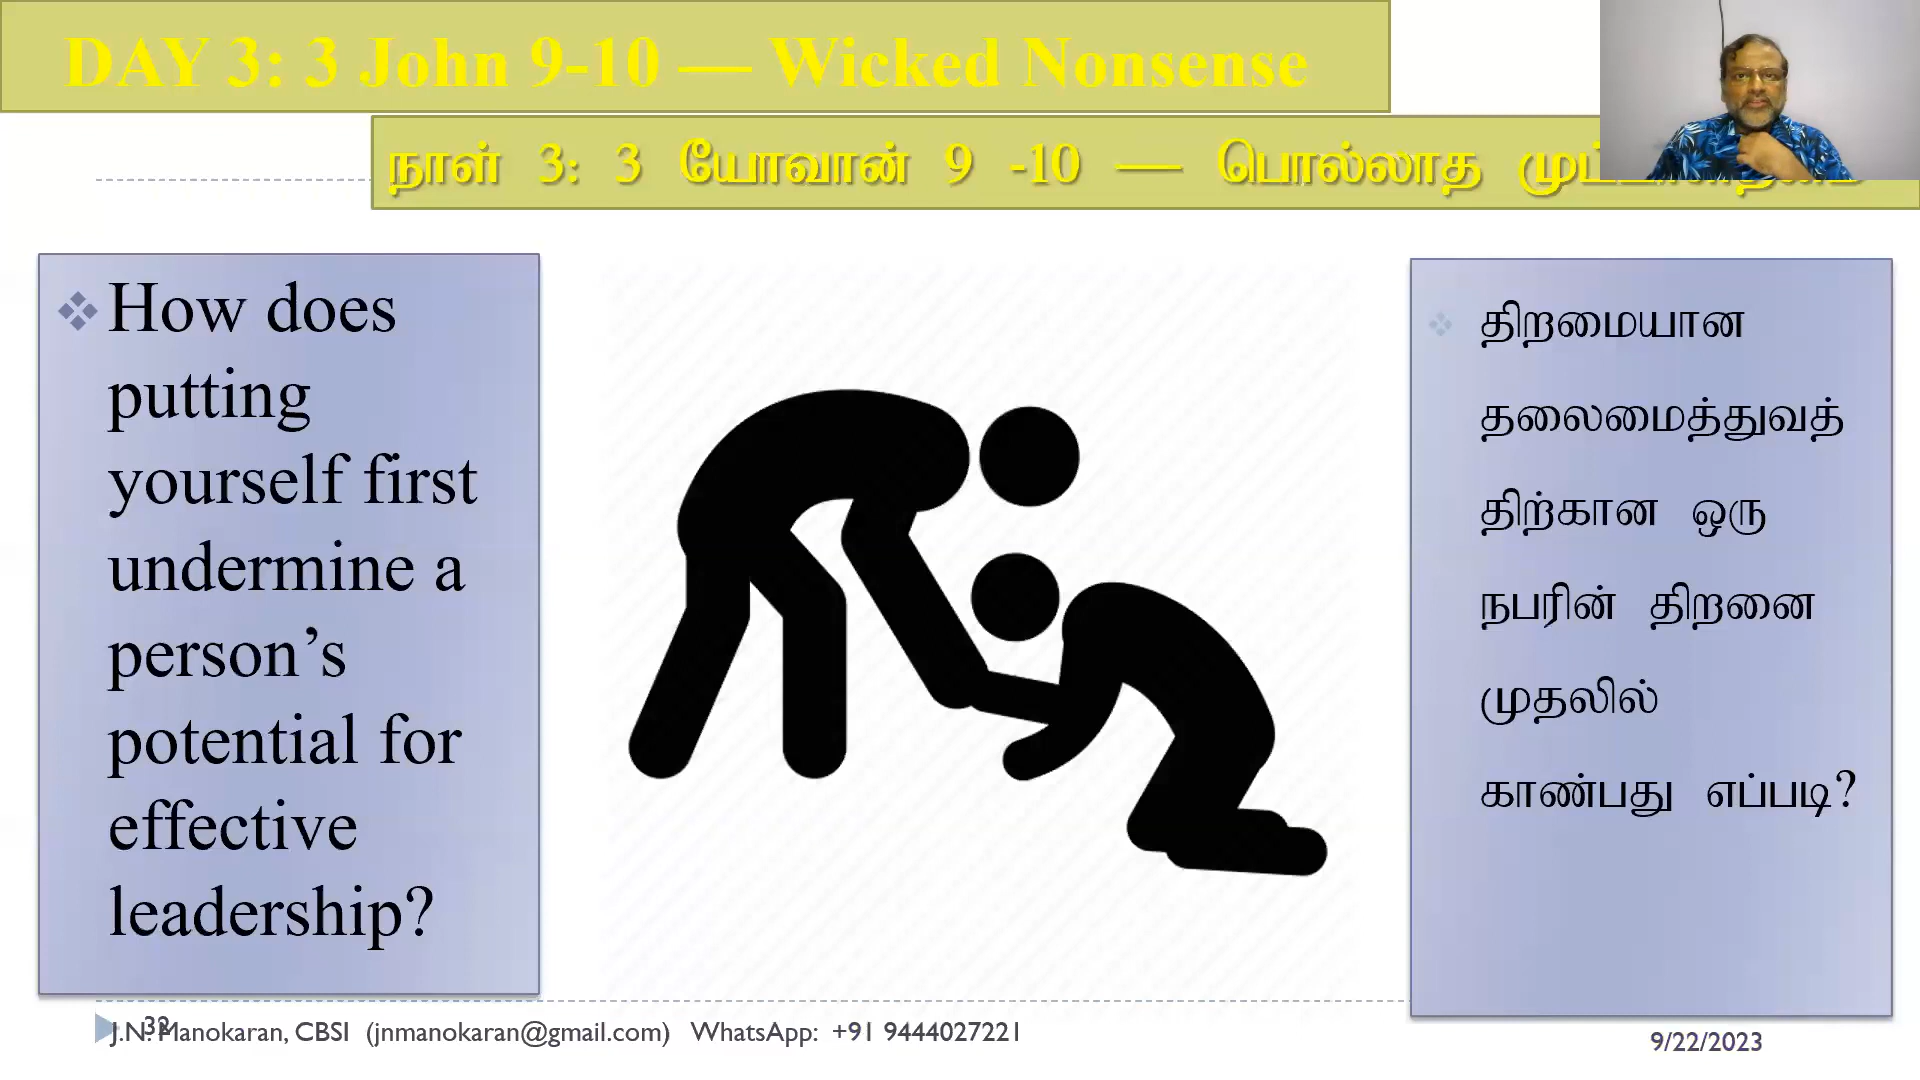 DAY 3: 3 John 9-10 — Wicked Nonsense
நாள் 3: 3 யோவான் 9 -10 — பொல்லாத
How does
putting
yourself first
undermine a
person’s
potential for
effective
leadership?
திறமையான
தலைமைத்துவத்
திற்கான ஒரு
நபரின் திறனை
முதலில்
காண்பது எப்படி?
32
J.N. Manokaran, CBSI (jnmanokaran@gmail.com) WhatsApp: +91 9444027221
9/22/2023